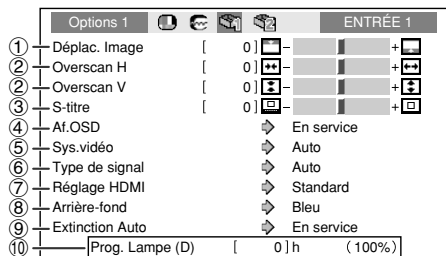 Options 1 ENTRÉE 1
① Déplac. Image [ 0 ] - +
② Overscan H [ 0 ] - +
② Overscan V [ 0 ] - +
③ S-titre [ 0 ] - +
④ Af.OSD En service
⑤ Sys.vidéo Auto
⑥ Type de signal Auto
⑦ Réglage HDMI Standard
⑧ Arrière-fond Bleu
⑨ Extinction Auto En service
⑩ Prog. Lampe (D) [ 0 ] h (100%)